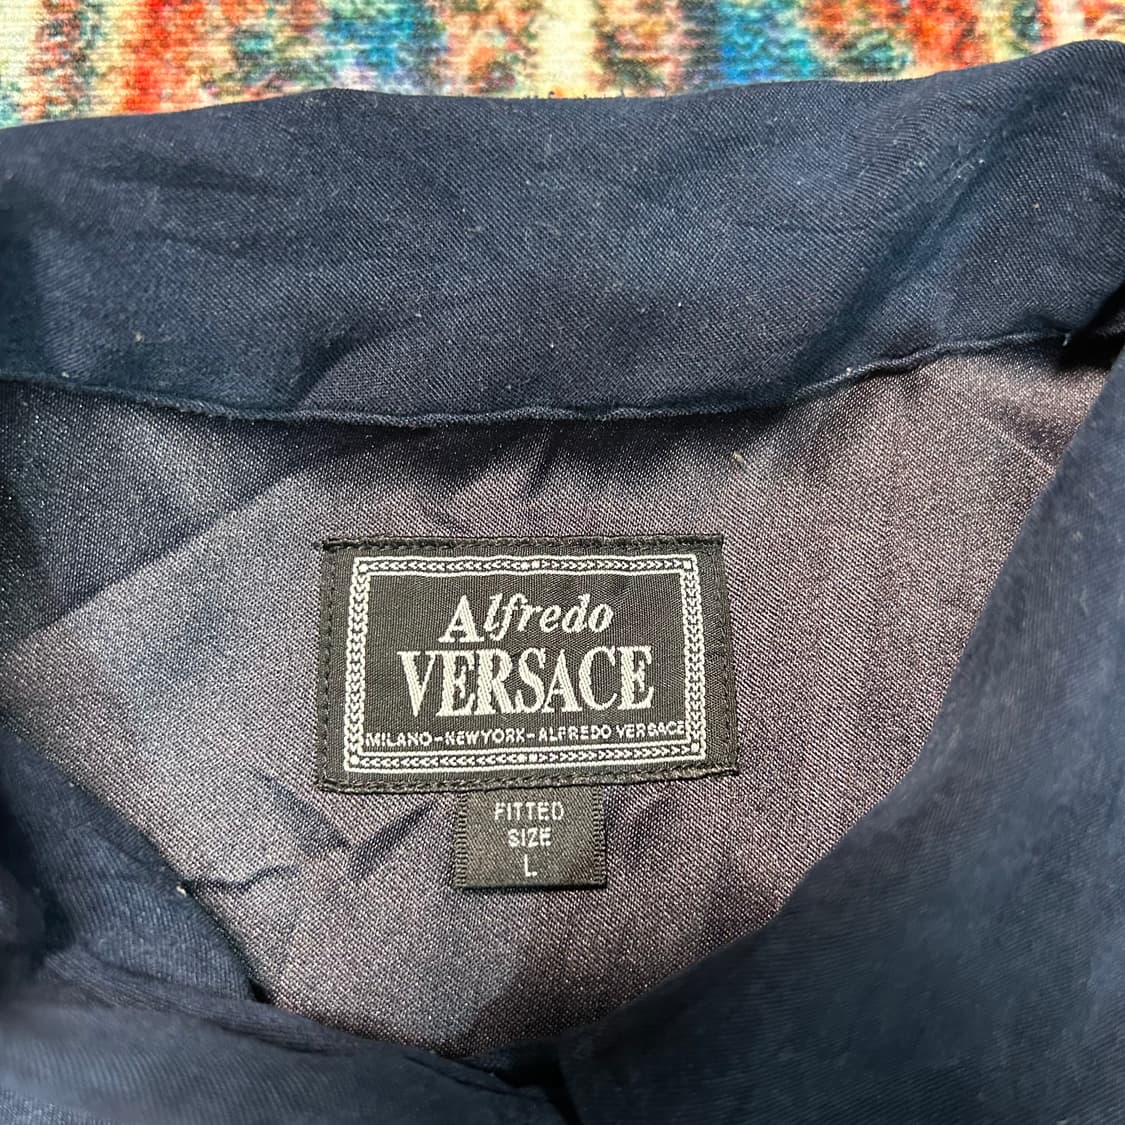 Alfredo
VERSACE
MILANO-NEWYORK-ALFREDO VERSACE
FITTED
SIZE
L